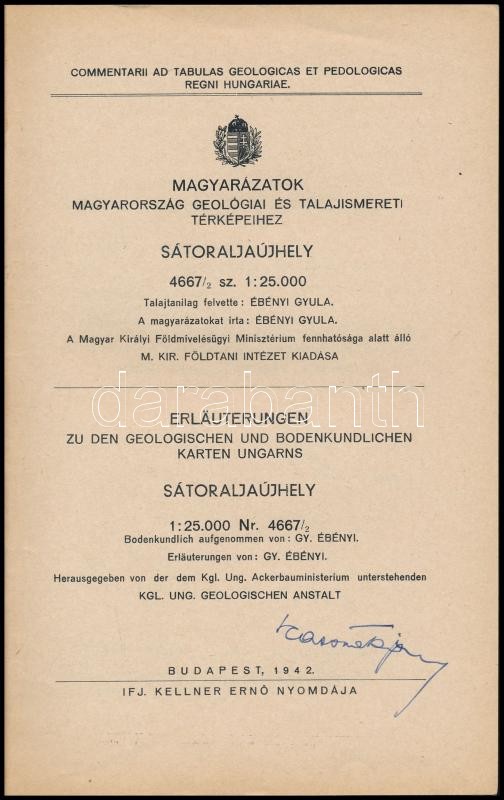 COMMENTARII AD TABULAS GEOLOGICAS ET PEDOLOGICAS
REGNI HUNGARIAE.
MAGYARÁZATOK
MAGYARORSZÁG GEOLÓGIAI ÉS TALAJISMERETI
TÉRKÉPEIHEZ
SÁTORALJAÚJHELY
4667/2 sz. 1:25.000
Talajtanilag felvette: ÉBÉNYI GYULA.
A magyarázatokat irta: ÉBÉNYI GYULA.
A Magyar Királyi Földmívelésügyi Minisztérium fennhatósága alatt álló
M. KIR. FÖLDTANI INTÉZET KIADÁSA
darabanth
ERLÄUTERUNGEN
ZU DEN GEOLOGISCHEN UND BODENKUNDLICHEN
KARTEN UNGARNS
SÁTORALJAÚJHELY
1:25.000 Nr. 4667/2
Bodenkundlich aufgenommen von: GY. ÉBÉNYI.
Erläuterungen von: GY. ÉBÉNYI.
Herausgegeben von der dem Kgl. Ung. Ackerbauministerium unterstehenden
KGL. UNG. GEOLOGISCHEN ANSTALT
BUDAPEST, 1942.
IFJ. KELLNER ERNŐ NYOMDÁJA